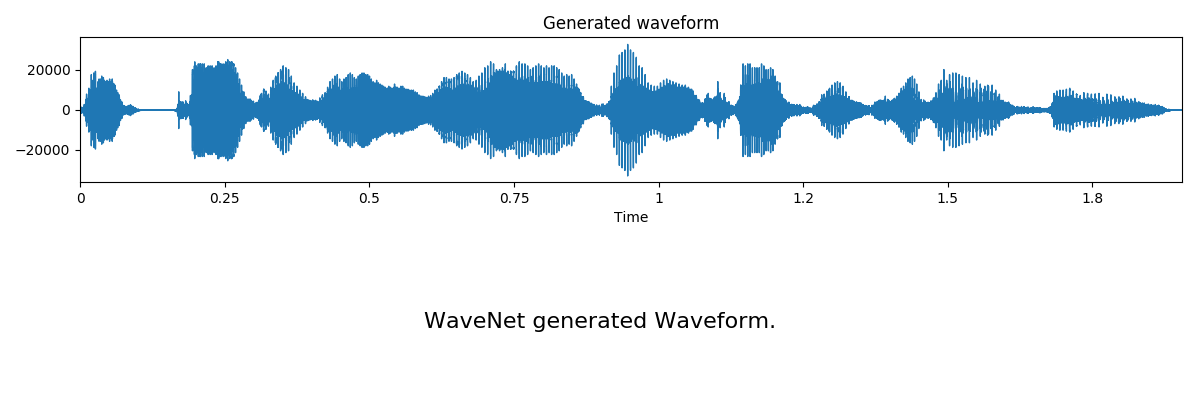 Generated waveform
20000
0
−20000
0 0.25 0.5 0.75 1 1.2 1.5 1.8
Time
WaveNet generated Waveform.